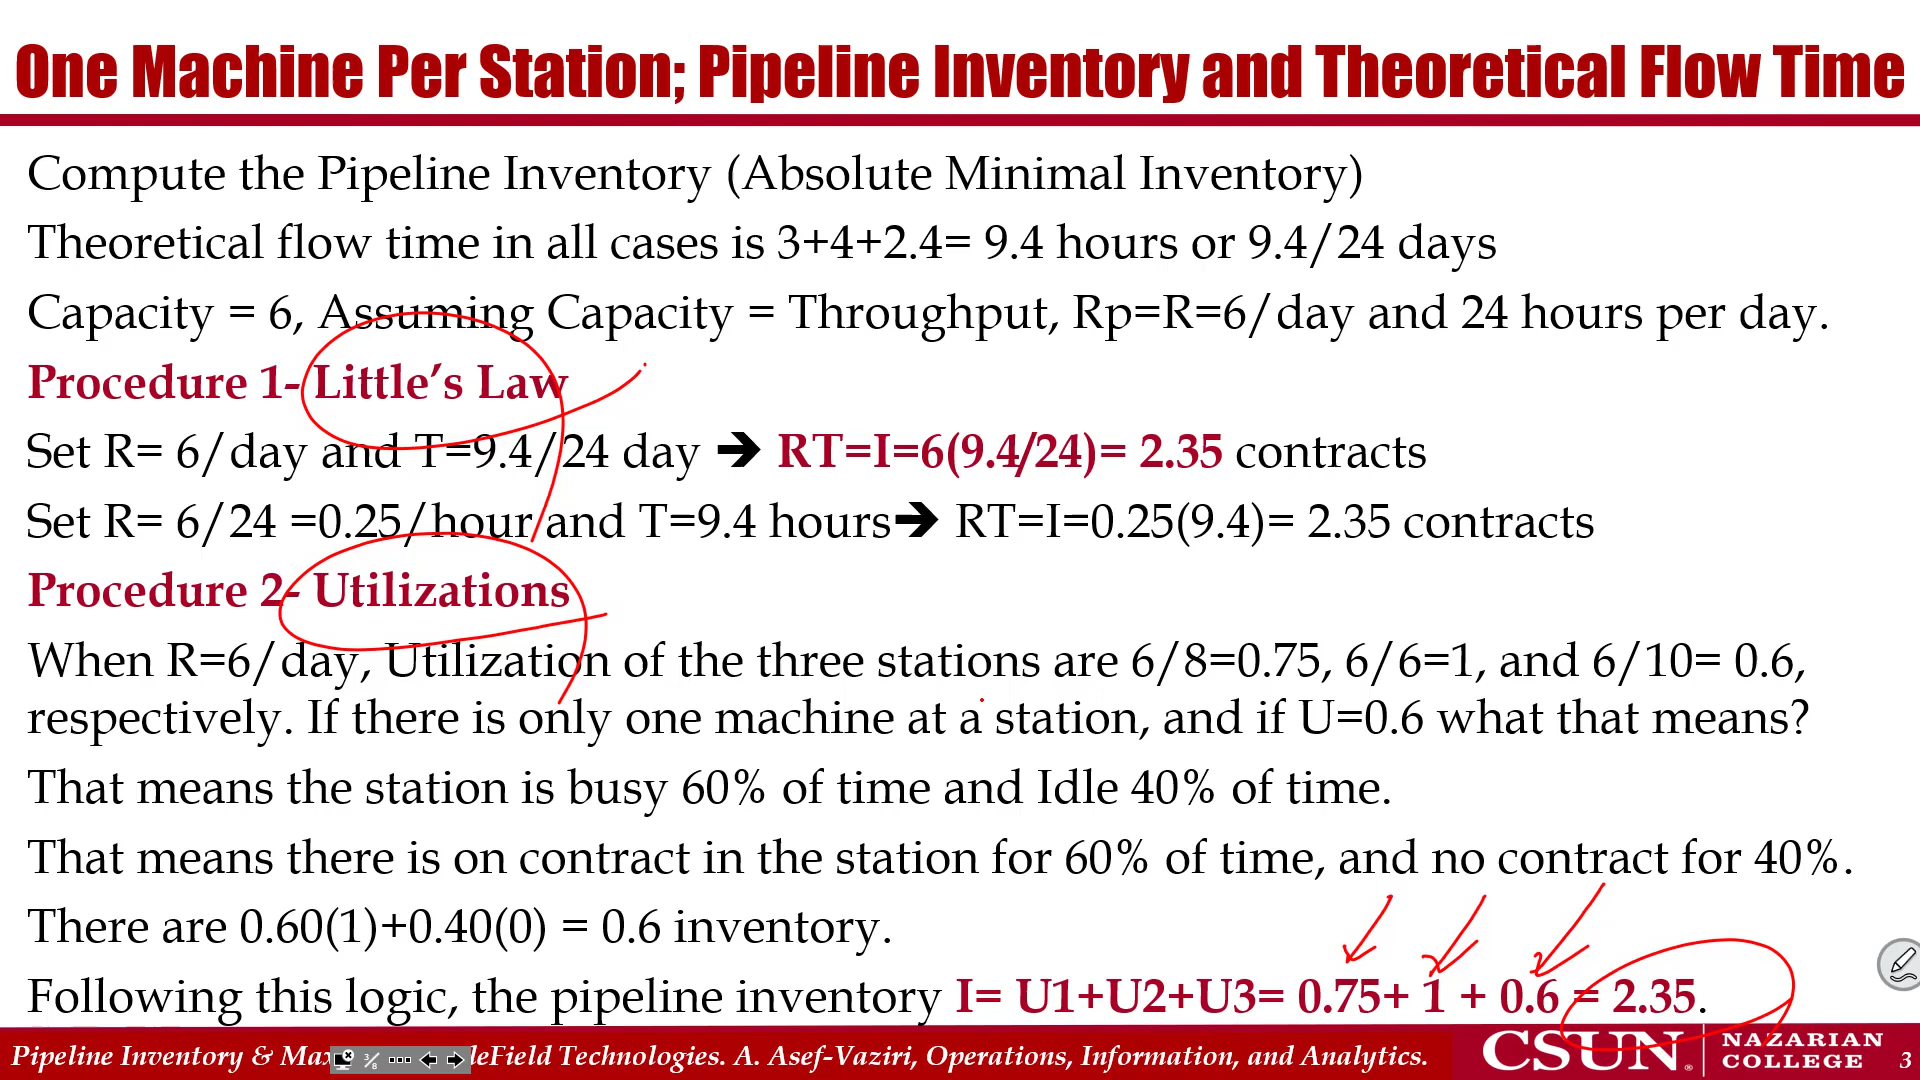 One Machine Per Station; Pipeline Inventory and Theoretical Flow Time
Compute the Pipeline Inventory (Absolute Minimal Inventory)
Theoretical flow time in all cases is 3+4+2.4= 9.4 hours or 9.4/24 days
Capacity = 6, Assuming Capacity = Throughput, Rp=R=6/day and 24 hours per day.
Procedure 1- Little's Law
Set R= 6/day and T=9.4/24 day 🡺 RT=I=6(9.4/24)= 2.35 contracts
Set R= 6/24 =0.25/hour and T=9.4 hours🡺 RT=I=0.25(9.4)= 2.35 contracts
Procedure 2- Utilizations
When R=6/day, Utilization of the three stations are 6/8=0.75, 6/6=1, and 6/10= 0.6,
respectively. If there is only one machine at a station, and if U=0.6 what that means?
That means the station is busy 60% of time and Idle 40% of time.
That means there is on contract in the station for 60% of time, and no contract for 40%.
There are 0.60(1)+0.40(0) = 0.6 inventory.
Following this logic, the pipeline inventory I= U1+U2+U3= 0.75+ 1 + 0.6 = 2.35.
Pipeline Inventory & 3/8 Technologies. A. Asef-Vaziri, Operations, Information, and Analytics.
CSUN® NAZARIAN
COLLEGE 3